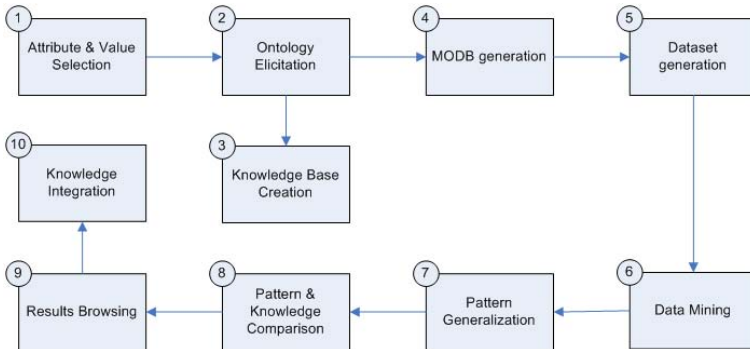 1
Attribute & Value
Selection
2
Ontology
Elicitation
4
MODB generation
5
Dataset
generation
10
Knowledge
Integration
3
Knowledge Base
Creation
9
Results Browsing
8
Pattern &
Knowledge
Comparison
7
Pattern
Generalization
6
Data Mining